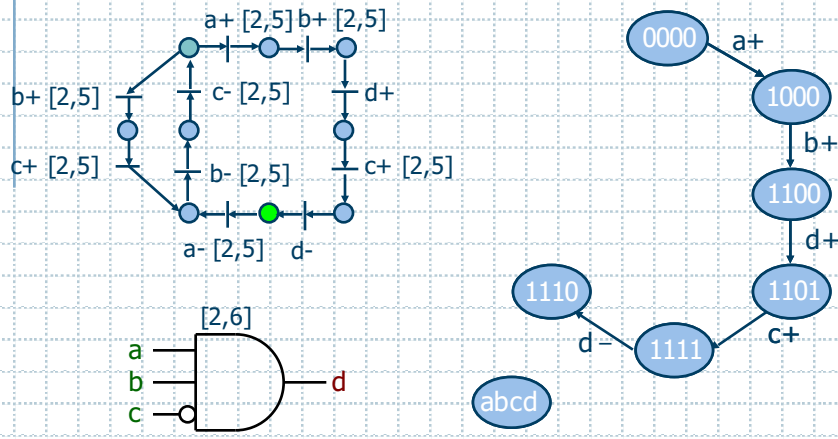 a+ [2,5] b+ [2,5]
b+ [2,5]
c- [2,5]
d+
c+ [2,5]
b- [2,5]
c+ [2,5]
a- [2,5] d-
[2,6]
a
b
c
d
0000
a+
1000
b+
1100
d+
1101
c+
1111
d–
1110
abcd